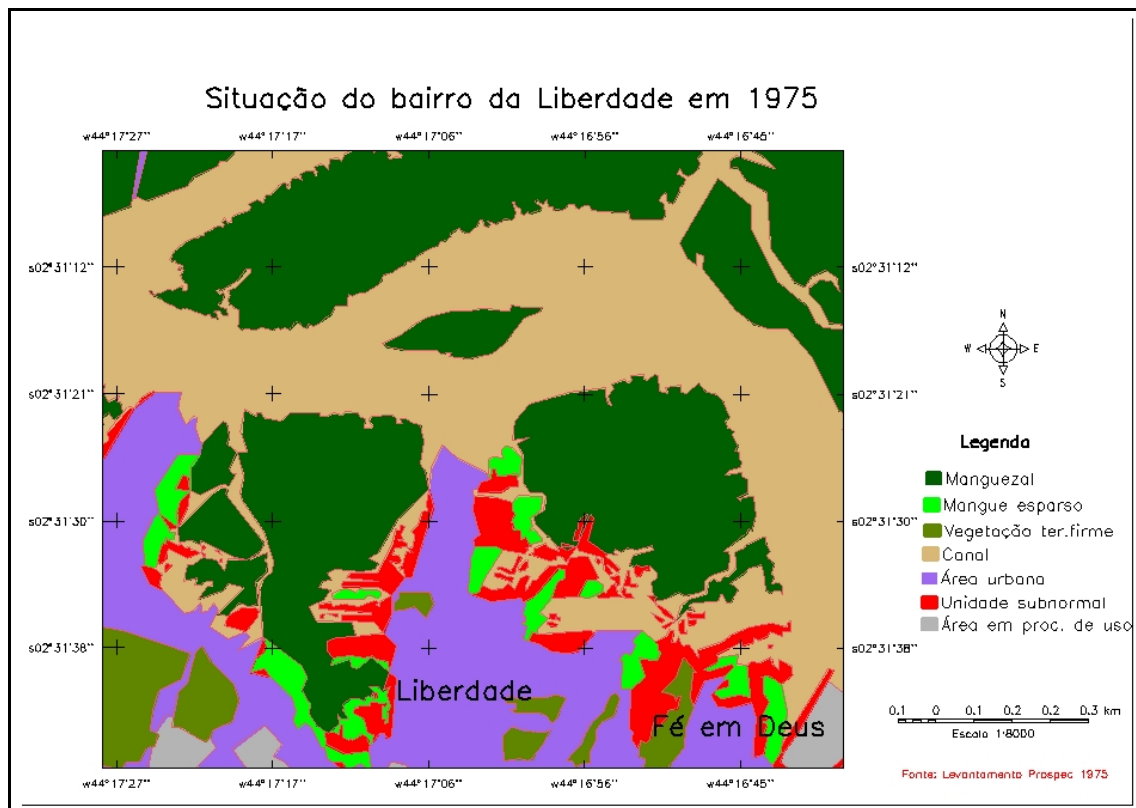 Situação do bairro da Liberdade em 1975
w44°17'27'' w44°17'17'' w44°17'06'' w44°16'56'' w44°16'45''
s02°31'12'' s02°31'12''
N
W E
S
s02°31'21'' s02°31'21''
Legenda
Manguezal
Mangue esparso
s02°31'30'' s02°31'30''
Vegetação ter.firme
Canal
Área urbana
Unidade subnormal
Área em proc. de uso
s02°31'38'' s02°31'38''
Liberdade
Fé em Deus
0.1 0 0.1 0.2 0.2 0.3 km
Escala 1:8000
Fonte: Levantamento Prospec 1975
w44°17'27'' w44°17'17'' w44°17'06'' w44°16'56'' w44°16'45''